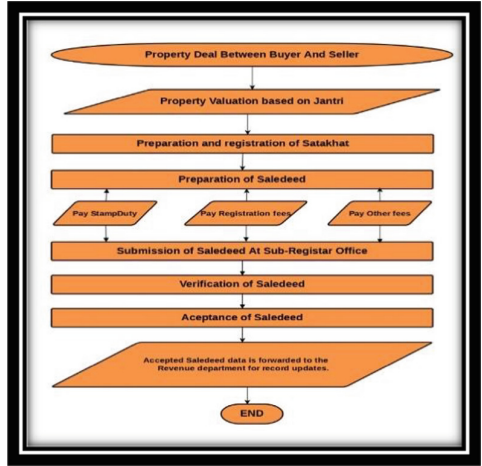 Property Deal Between Buyer And Seller
Property Valuation based on Jantri
Preparation and registration of Satakhat
Preparation of Saledeed
Pay StampDuty
Pay Registration fees
Pay Other fees
Submission of Saledeed At Sub-Registar Office
Verification of Saledeed
Aceptance of Saledeed
Accepted Saledeed data is forwarded to the
Revenue department for record updates.
END